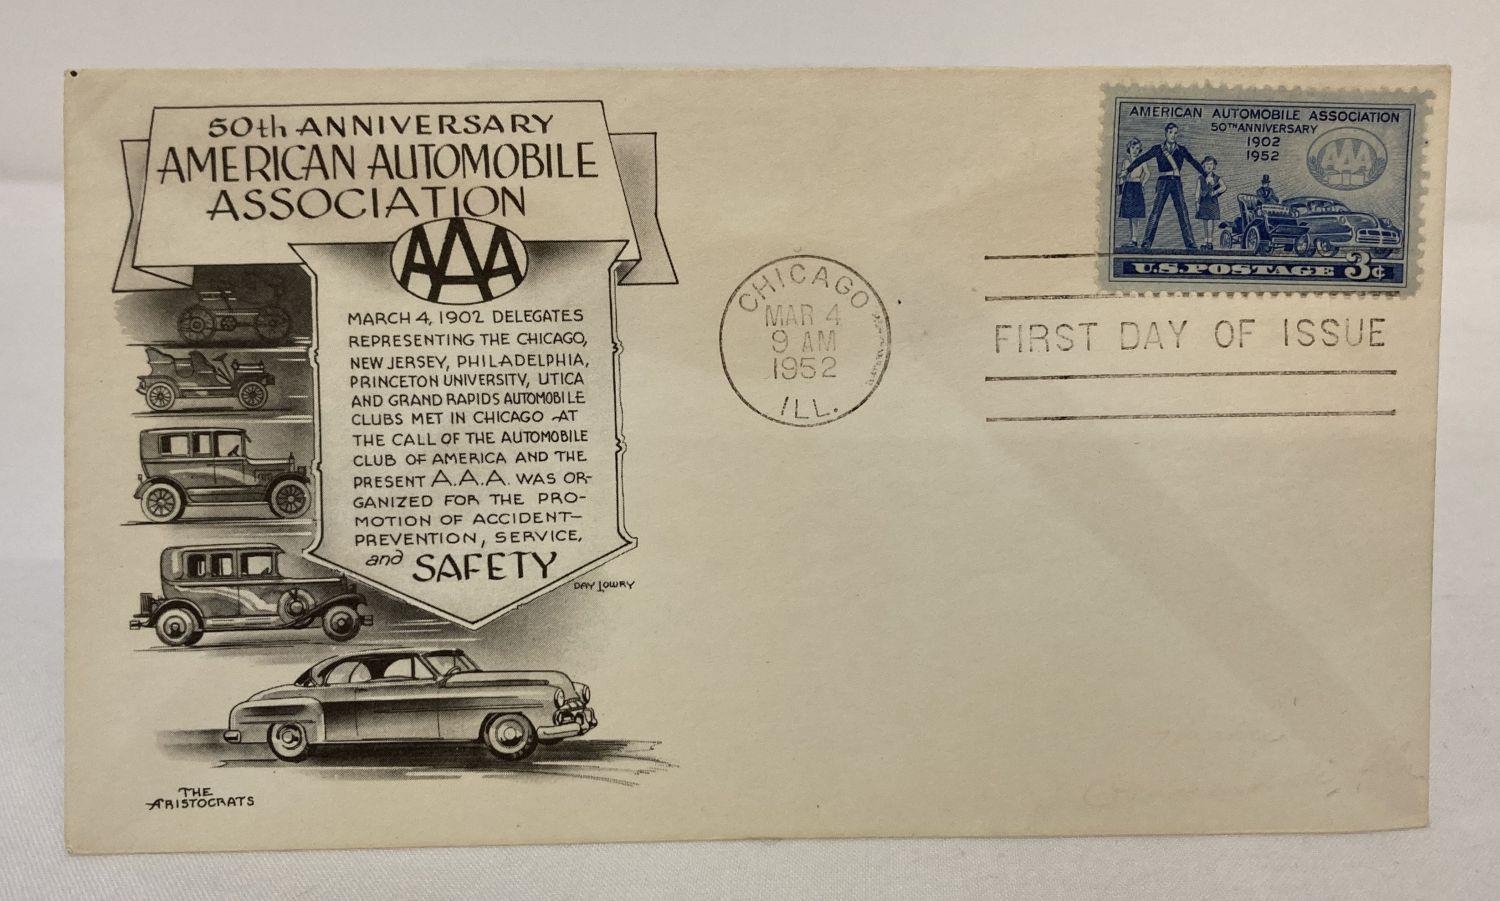 50th ANNIVERSARY
AMERICAN AUTOMOBILE
ASSOCIATION
AAA
MARCH 4, 1902 DELEGATES
REPRESENTING THE CHICAGO,
NEW JERSEY, PHILADELPHIA,
PRINCETON UNIVERSITY, UTICA
AND GRAND RAPIDS AUTOMOBILE
CLUBS MET IN CHICAGO AT
THE CALL OF THE AUTOMOBILE
CLUB OF AMERICA AND THE
PRESENT A.A.A. WAS OR-
GANIZED FOR THE PRO-
MOTION OF ACCIDENT-
PREVENTION, SERVICE,
and SAFETY
DAY LOWRY
THE
ARISTOCRATS
CHICAGO
MAR 4
9 AM
1952
ILL.
AMERICAN AUTOMOBILE ASSOCIATION
50TH ANNIVERSARY
1902
1952
AAA
U.S. POSTAGE 3¢
FIRST DAY OF ISSUE